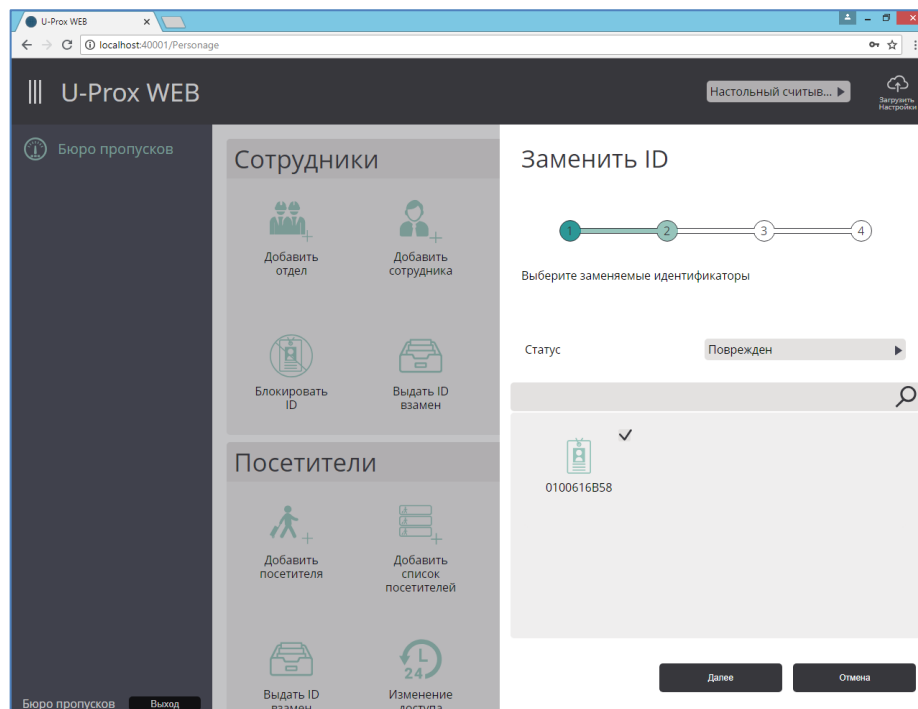 U-Prox WEB
localhost:40001/Personage
U-Prox WEB
Настольный считыв...
Загрузить
Настройки
Бюро пропусков
Сотрудники
Добавить
отдел
Добавить
сотрудника
Блокировать
ID
Выдать ID
взамен
Посетители
Добавить
посетителя
Добавить
список
посетителей
Выдать ID
взамен
24
Изменение
доступа
Бюро пропусков
Выход
Заменить ID
1
2
3
4
Выберите заменяемые идентификаторы
Статус
Поврежден
0100616B58
Далее
Отмена